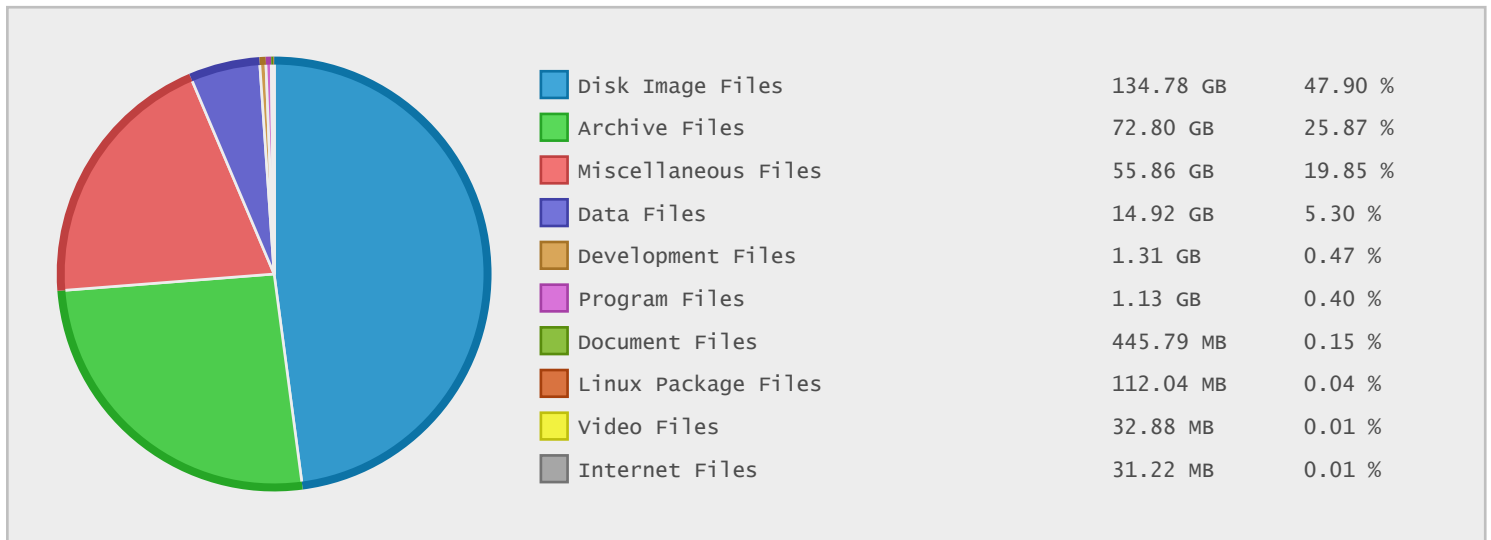 Disk Image Files 134.78 GB 47.90 %
Archive Files 72.80 GB 25.87 %
Miscellaneous Files 55.86 GB 19.85 %
Data Files 14.92 GB 5.30 %
Development Files 1.31 GB 0.47 %
Program Files 1.13 GB 0.40 %
Document Files 445.79 MB 0.15 %
Linux Package Files 112.04 MB 0.04 %
Video Files 32.88 MB 0.01 %
Internet Files 31.22 MB 0.01 %